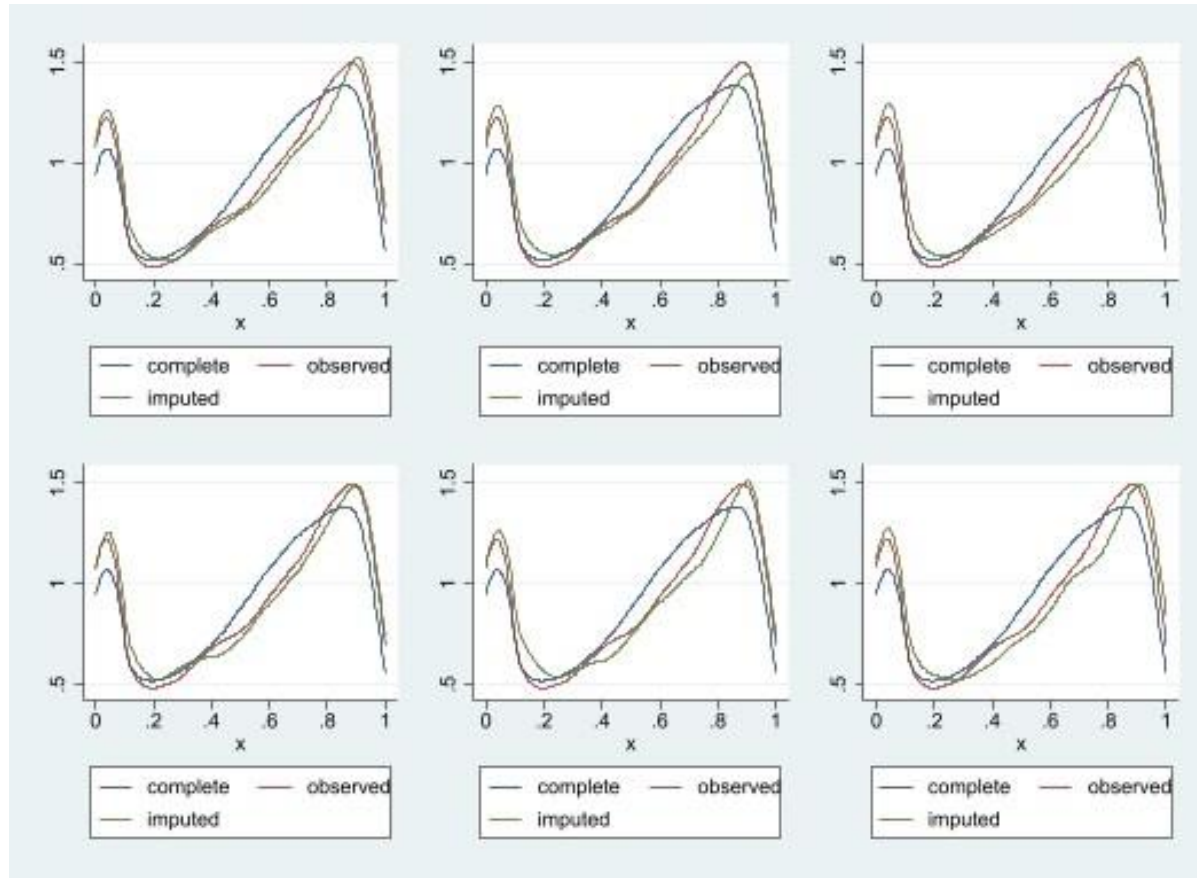 1.5
1
.5
0 .2 .4 .6 .8 1
x
complete observed
imputed
1.5
1
.5
0 .2 .4 .6 .8 1
x
complete observed
imputed
1.5
1
.5
0 .2 .4 .6 .8 1
x
complete observed
imputed
1.5
1
.5
0 .2 .4 .6 .8 1
x
complete observed
imputed
1.5
1
.5
0 .2 .4 .6 .8 1
x
complete observed
imputed
1.5
1
.5
0 .2 .4 .6 .8 1
x
complete observed
imputed